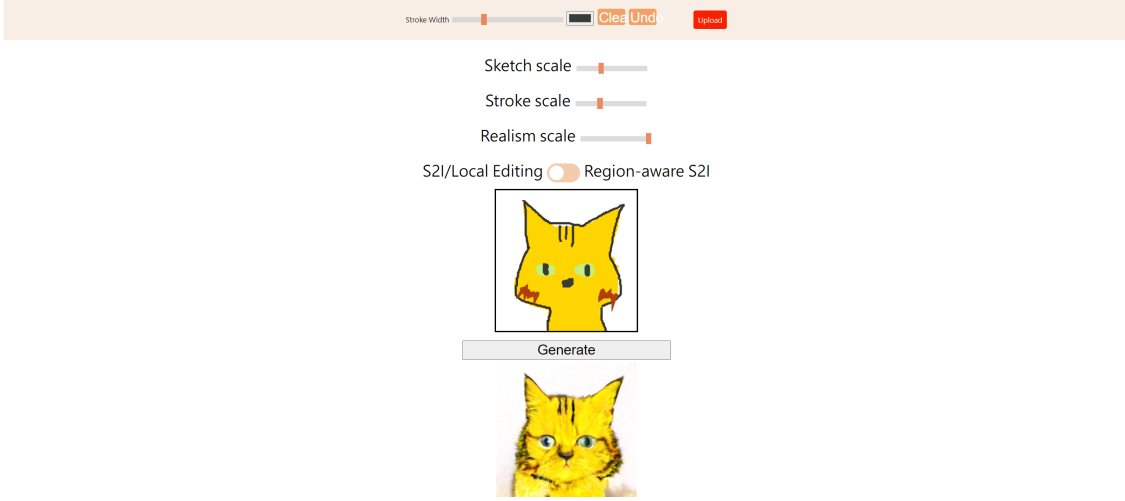 Stroke Width Clea Undo Upload
Sketch scale
Stroke scale
Realism scale
S2I/Local Editing Region-aware S2I
Generate